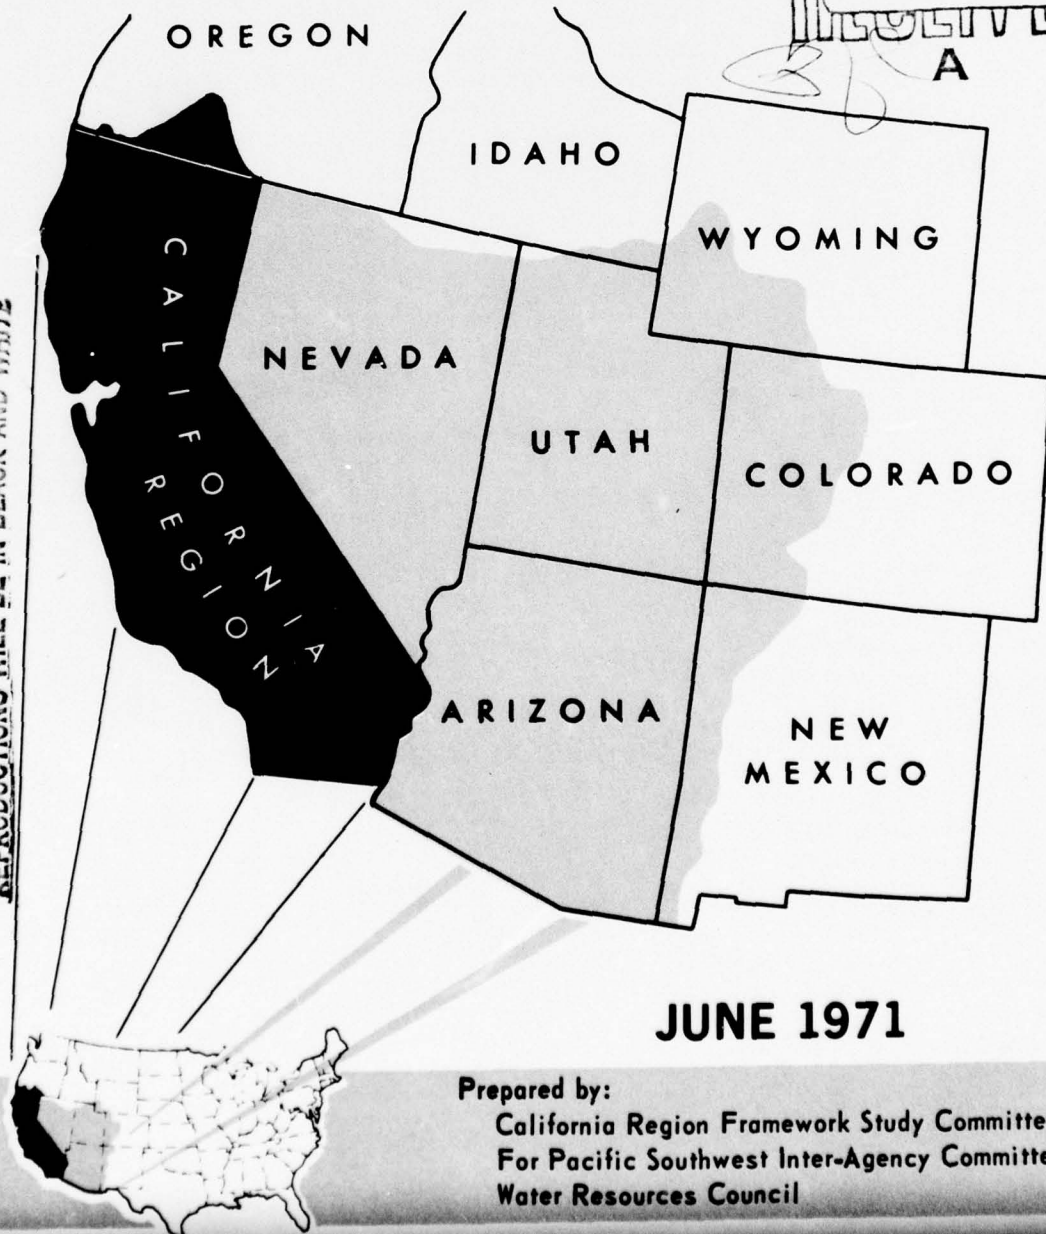 OREGON
A
IDAHO
WYOMING
CALIFORNIA
REGION
NEVADA
UTAH
COLORADO
ARIZONA
NEW
MEXICO
JUNE 1971
Prepared by:
California Region Framework Study Committe
For Pacific Southwest Inter-Agency Committe
Water Resources Council